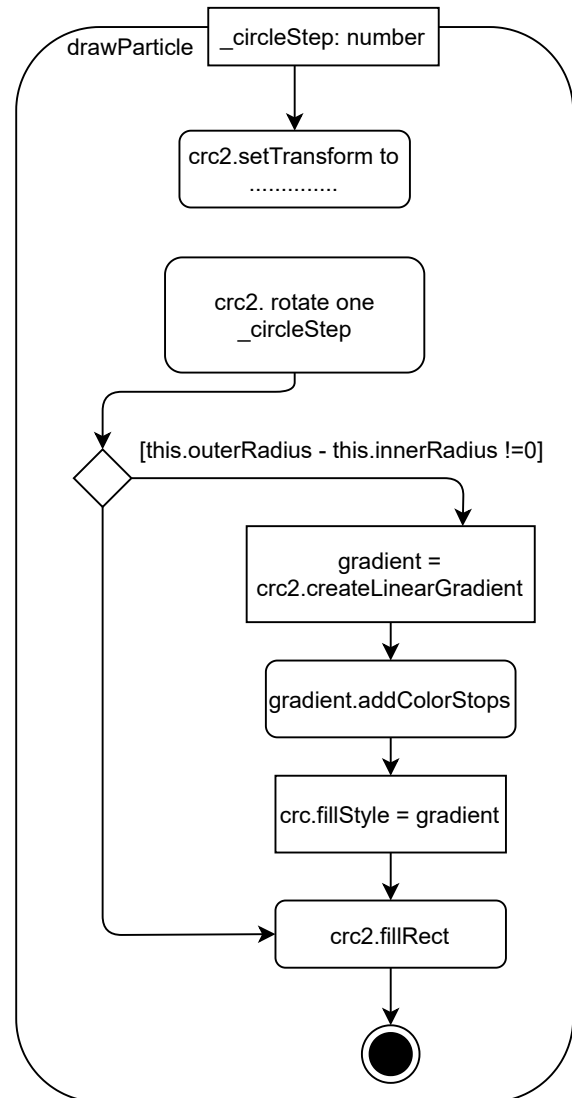 drawParticle
_circleStep: number
crc2.setTransform to
..............
crc2. rotate one
_circleStep
[this.outerRadius - this.innerRadius !=0]
gradient =
crc2.createLinearGradient
gradient.addColorStops
crc.fillStyle = gradient
crc2.fillRect